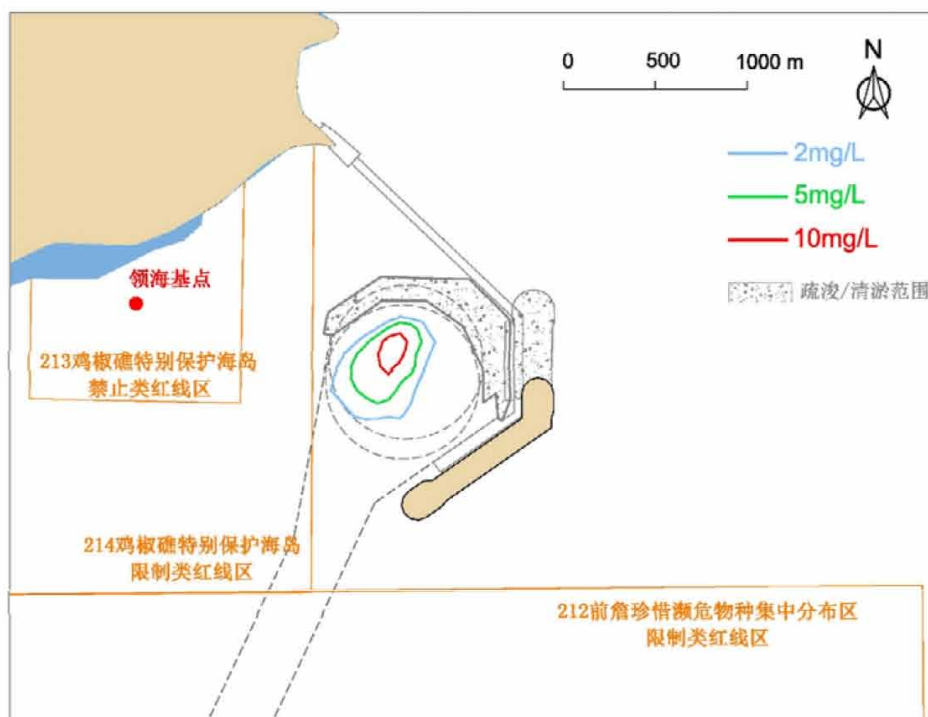 0 500 1000 m
N
2mg/L
5mg/L
10mg/L
疏浚/清淤范围
领海基点
213鸡椒礁特别保护海岛
禁止类红线区
214鸡椒礁特别保护海岛
限制类红线区
212前詹珍惜濒危物种集中分布区
限制类红线区